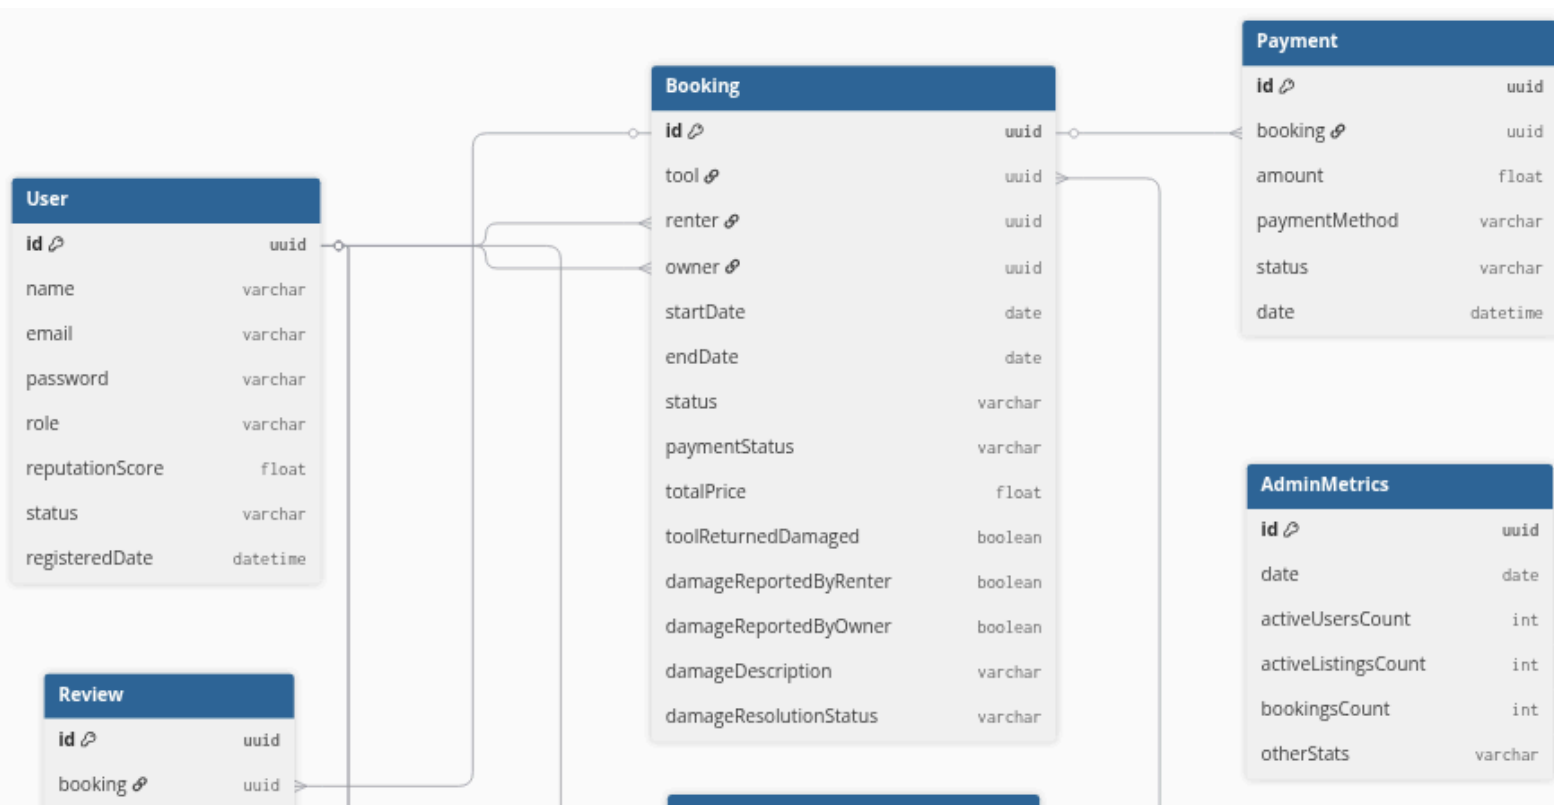 User
id uuid
name varchar
email varchar
password varchar
role varchar
reputationScore float
status varchar
registeredDate datetime
Review
id uuid
booking uuid
Booking
id uuid
tool uuid
renter uuid
owner uuid
startDate date
endDate date
status varchar
paymentStatus varchar
totalPrice float
toolReturnedDamaged boolean
damageReportedByRenter boolean
damageReportedByOwner boolean
damageDescription varchar
damageResolutionStatus varchar
Payment
id uuid
booking uuid
amount float
paymentMethod varchar
status varchar
date datetime
AdminMetrics
id uuid
date date
activeUsersCount int
activeListingsCount int
bookingsCount int
otherStats varchar